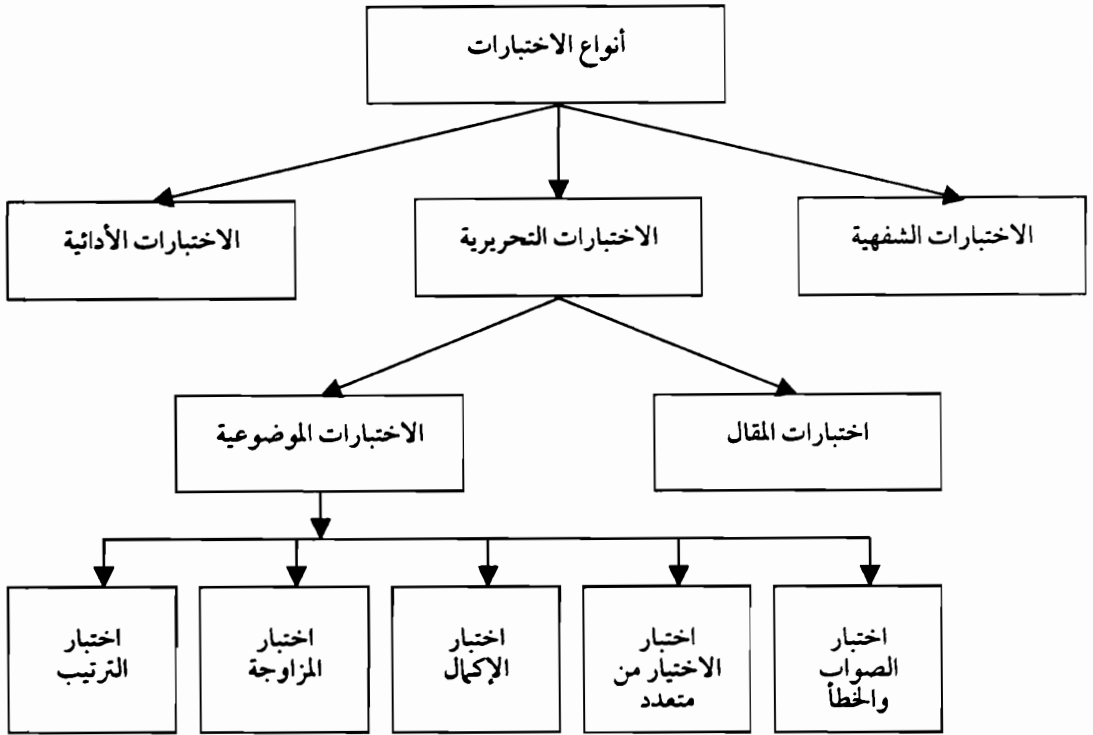 أنواع الاختبارات
الاختبارات الشفهية
الاختبارات التحريرية
الاختبارات الأدائية
اختبارات المقال
الاختبارات الموضوعية
اختبار
الصواب
والخطأ
اختبار
الاختيار من
متعدد
اختبار
الإكمال
اختبار
المزاوجة
اختبار
الترتيب